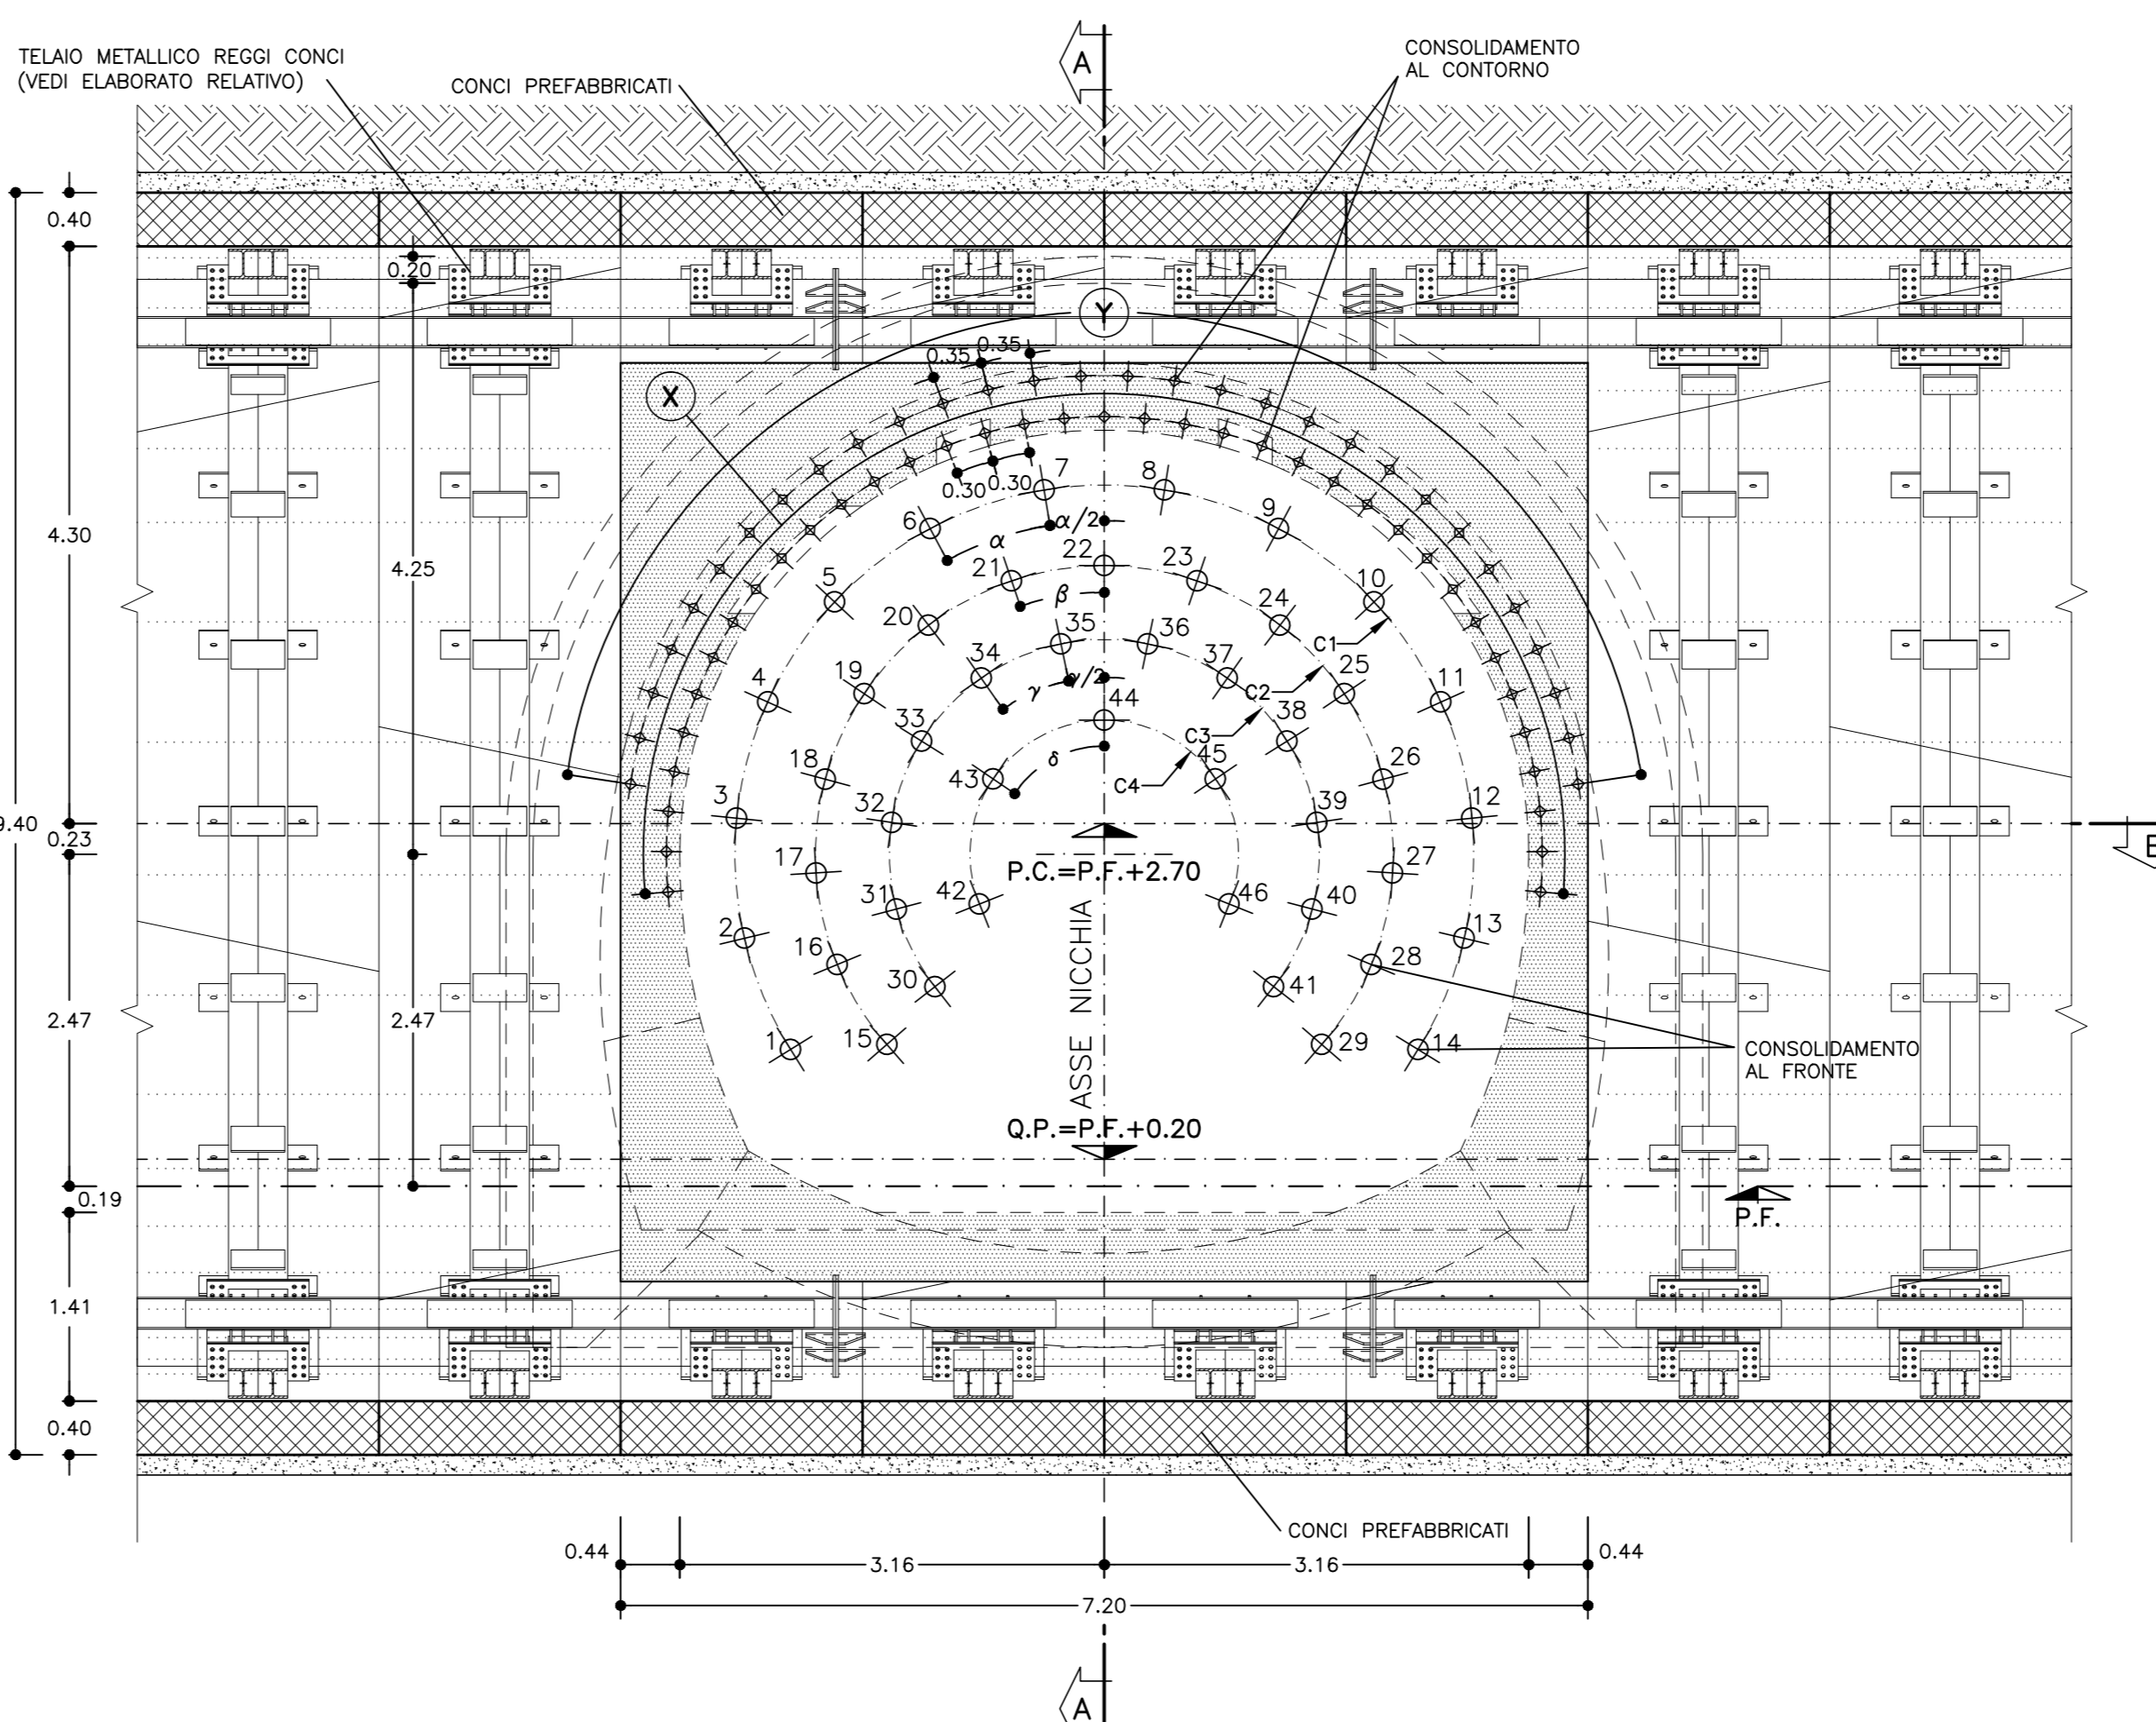 TELAIO METALLICO REGGI CONCI
(VEDI ELABORATO RELATIVO)
CONCI PREFABBRICATI
A
CONSOLIDAMENTO
AL CONTORNO
0.40
0.20
Y
0.35
0.35
X
0.30
0.30
7
8
6
9
α/2
α
4.30
22
4.25
21
23
5
10
β
20
24
35
36
C1
34
37
19
25
4
11
γ
γ/2
C2
44
33
38
C3
18
43
45
26
δ
C4
3
32
39
12
9.40
0.23
P.C.=P.F.+2.70
17
27
42
46
31
40
2
13
16
28
ASSE NICCHIA
30
41
2.47
2.47
1
15
29
14
CONSOLIDAMENTO
AL FRONTE
Q.P.=P.F.+0.20
0.19
P.F.
1.41
0.40
CONCI PREFABBRICATI
0.44
3.16
3.16
0.44
7.20
A